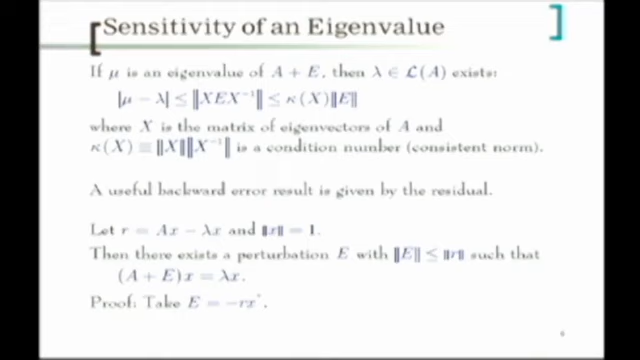 Sensitivity of an Eigenvalue
If μ is an eigenvalue of A + E, then λ ∈ ℒ(A) exists:
|μ − λ| ≤ ‖XEX⁻¹‖ ≤ κ(X)‖E‖
where X is the matrix of eigenvectors of A and
κ(X) ≡ ‖X‖‖X⁻¹‖ is a condition number (consistent norm).
A useful backward error result is given by the residual.
Let r = Ax − λx and ‖x‖ = 1.
Then there exists a perturbation E with ‖E‖ ≤ ‖r‖ such that
(A + E)x = λx.
Proof: Take E = −rx*.